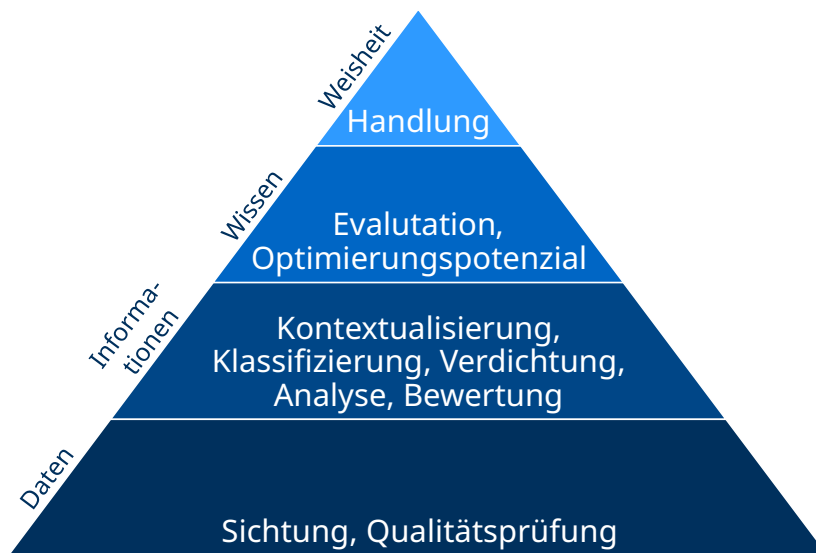 Weisheit
Handlung
Wissen
Evalutation,
Optimierungspotenzial
Informa-
tionen
Kontextualisierung,
Klassifizierung, Verdichtung,
Analyse, Bewertung
Daten
Sichtung, Qualitätsprüfung